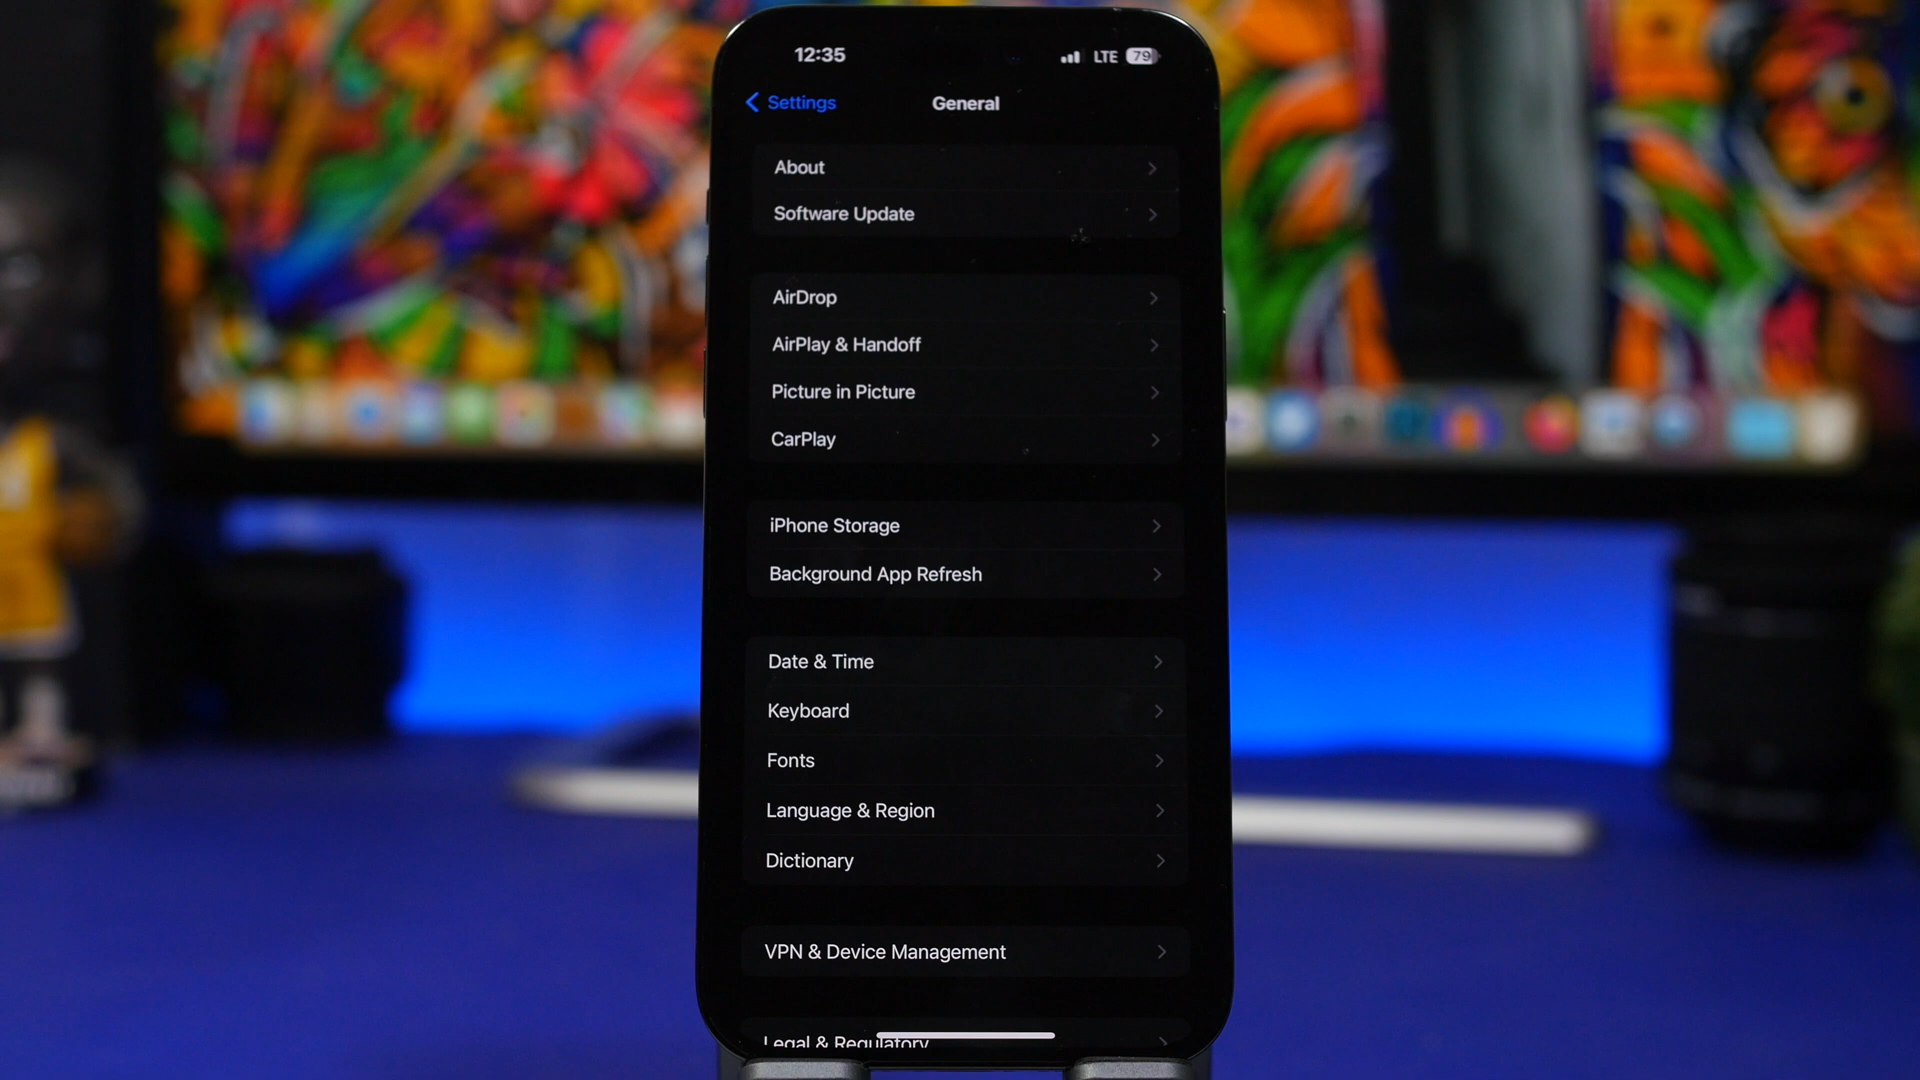 12:35 LTE 79
Settings General
About
Software Update
AirDrop
AirPlay & Handoff
Picture in Picture
CarPlay
iPhone Storage
Background App Refresh
Date & Time
Keyboard
Fonts
Language & Region
Dictionary
VPN & Device Management
Legal & Regulatory